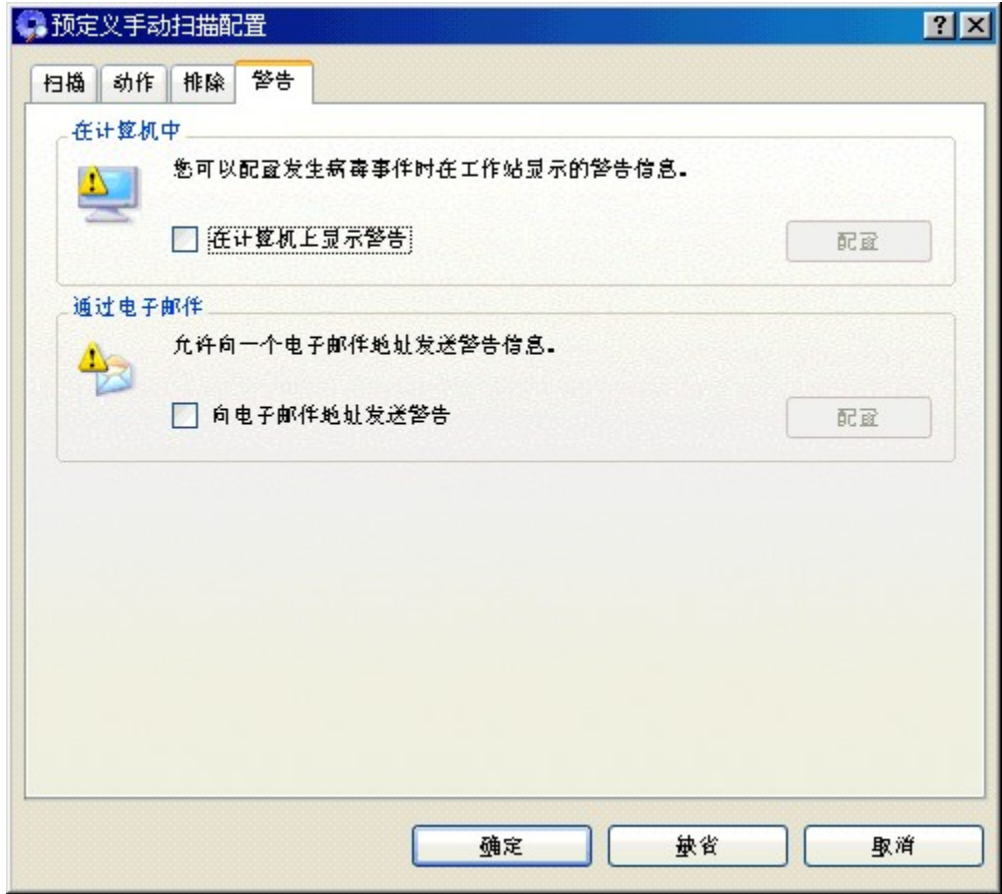 预定义手动扫描配置
扫描 动作 排除 警告
在计算机中
您可以配置发生病毒事件时在工作站显示的警告信息.
在计算机上显示警告
配置
通过电子邮件
允许向一个电子邮件地址发送警告信息.
向电子邮件地址发送警告
配置
确定 缺省 取消